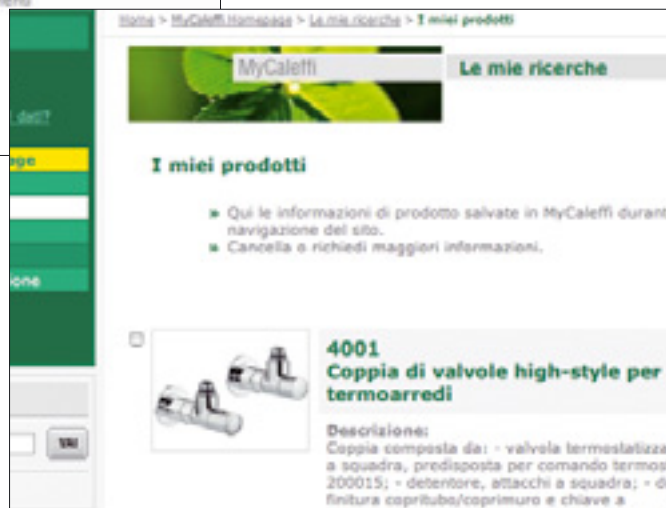 Home > MyCaleffi Homepage > Le mie ricerche > I miei prodotti
MyCaleffi
Le mie ricerche
dati?
I miei prodotti
» Qui le informazioni di prodotto salvate in MyCaleffi durant
navigazione del sito.
» Cancella o richiedi maggiori informazioni.
4001
Coppia di valvole high-style per
termoarredi
VAI
Descrizione:
Coppia composta da: - valvola termostatizza
a squadra, predisposta per comando termos
200015; - detentore, attacchi a squadra; - d
finitura copritubo/coprimuro e chiave a